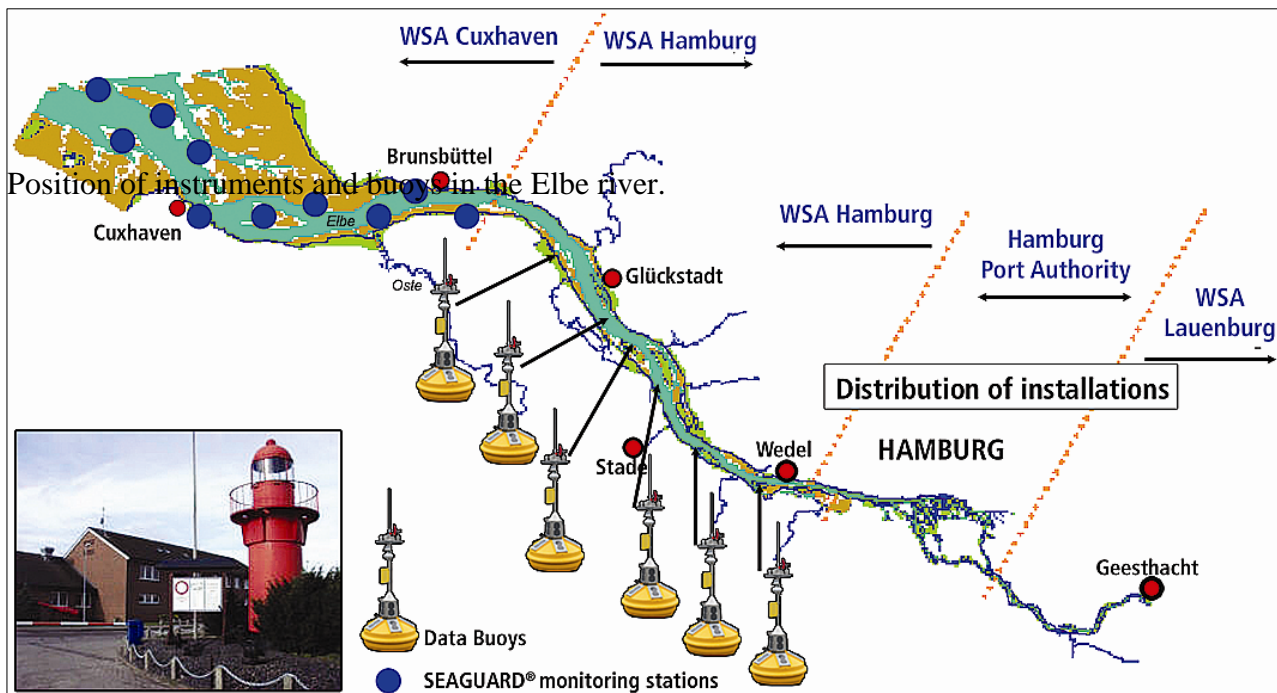 WSA Cuxhaven
WSA Hamburg
Brunsbüttel
Position of instruments and buoys in the Elbe river.
Cuxhaven
Elbe
WSA Hamburg
Hamburg
Port Authority
Glückstadt
Oste
WSA
Lauenburg
Distribution of installations
HAMBURG
Wedel
Stade
Geesthacht
Data Buoys
SEAGUARD® monitoring stations